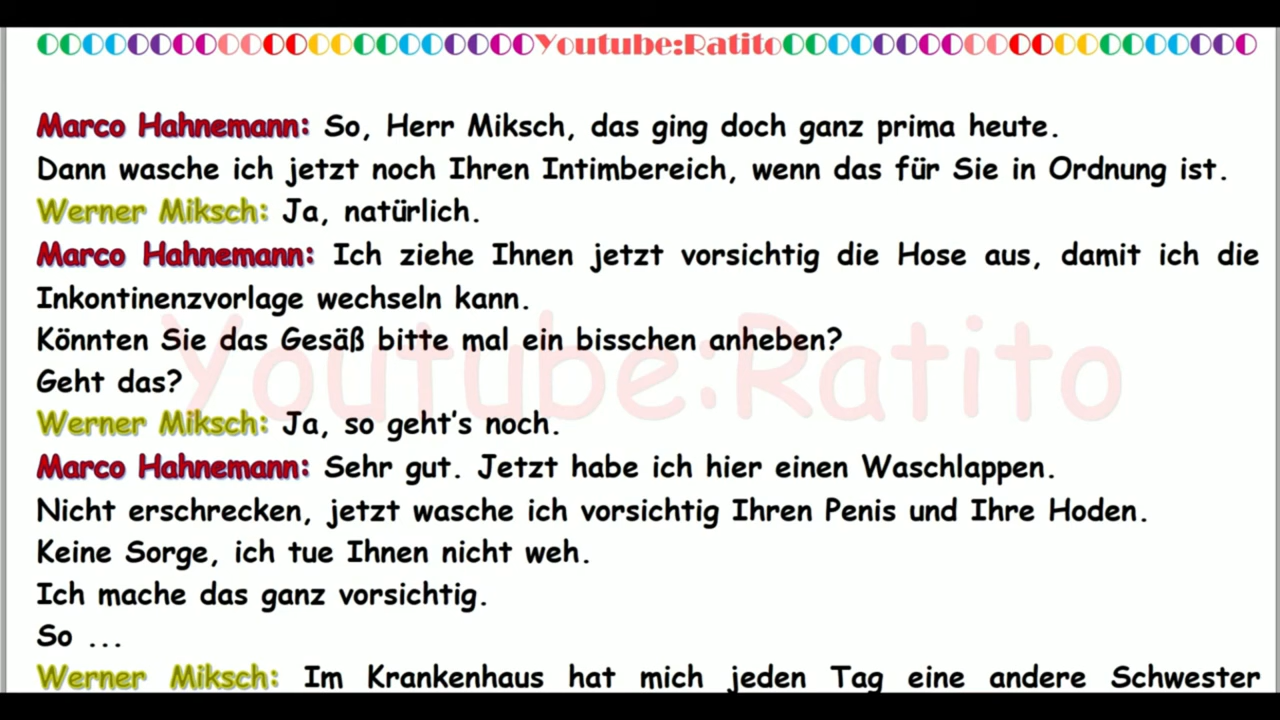 Youtube:Ratito
Marco Hahnemann: So, Herr Miksch, das ging doch ganz prima heute.
Dann wasche ich jetzt noch Ihren Intimbereich, wenn das für Sie in Ordnung ist.
Werner Miksch: Ja, natürlich.
Marco Hahnemann: Ich ziehe Ihnen jetzt vorsichtig die Hose aus, damit ich die
Inkontinenzvorlage wechseln kann.
Könnten Sie das Gesäß bitte mal ein bisschen anheben?
Geht das?
Youtube:Ratito
Werner Miksch: Ja, so geht's noch.
Marco Hahnemann: Sehr gut. Jetzt habe ich hier einen Waschlappen.
Nicht erschrecken, jetzt wasche ich vorsichtig Ihren Penis und Ihre Hoden.
Keine Sorge, ich tue Ihnen nicht weh.
Ich mache das ganz vorsichtig.
So ...
Werner Miksch: Im Krankenhaus hat mich jeden Tag eine andere Schwester